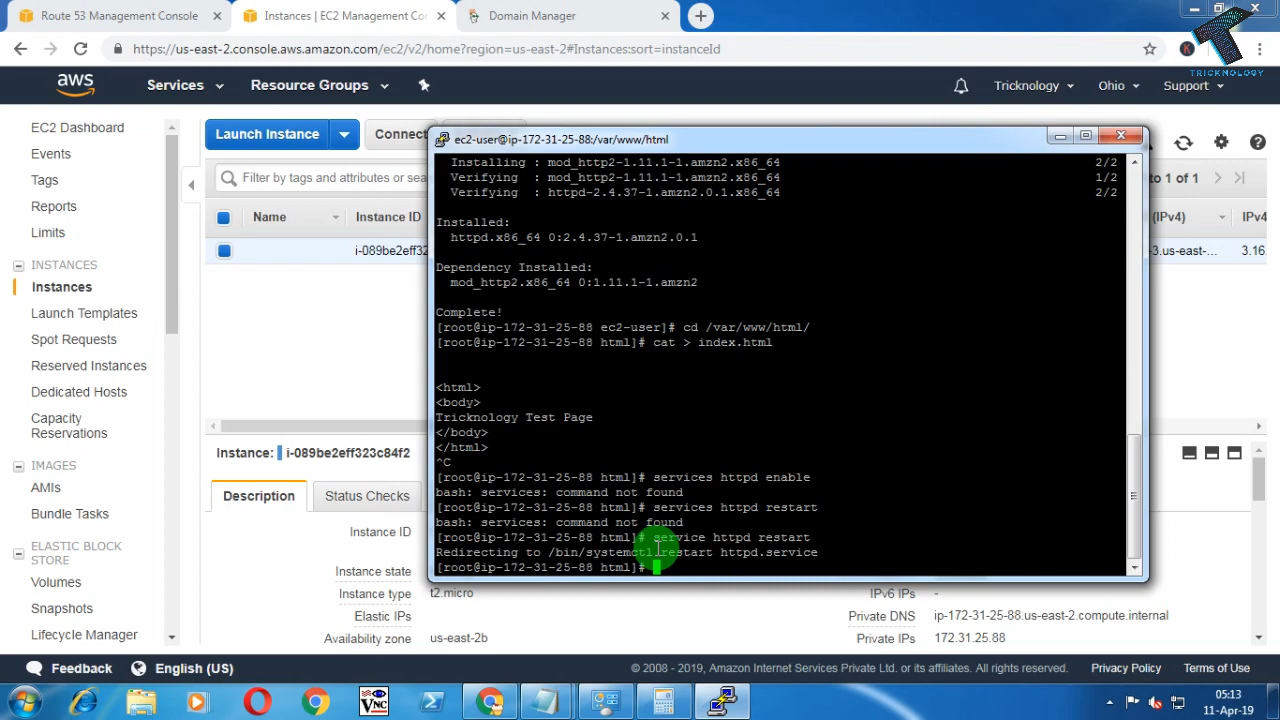 Route 53 Management Console
Instances | EC2 Management Cont
Domain Manager
https://us-east-2.console.aws.amazon.com/ec2/v2/home?region=us-east-2#Instances:sort=instanceId
K
TRICKNOLOGY
aws
Services
Resource Groups
Tricknology
Ohio
Support
EC2 Dashboard
Events
Tags
Reports
Limits
INSTANCES
Instances
Launch Templates
Spot Requests
Reserved Instances
Dedicated Hosts
Capacity
Reservations
IMAGES
AMIs
Bundle Tasks
ELASTIC BLOCK
STORE
Volumes
Snapshots
Lifecycle Manager
Launch Instance
Connect
Filter by tags and attributes or sea
to 1 of 1
Name
Instance ID
(IPv4)
IPv4
i-089be2eff32
-3.us-east-...
3.16.
ec2-user@ip-172-31-25-88:/var/www/html
Installing : mod_http2-1.11.1-1.amzn2.x86_64 2/2
Verifying : mod_http2-1.11.1-1.amzn2.x86_64 1/2
Verifying : httpd-2.4.37-1.amzn2.0.1.x86_64 2/2
Installed:
httpd.x86_64 0:2.4.37-1.amzn2.0.1
Dependency Installed:
mod_http2.x86_64 0:1.11.1-1.amzn2
Complete!
[root@ip-172-31-25-88 ec2-user]# cd /var/www/html/
[root@ip-172-31-25-88 html]# cat > index.html
<html>
<body>
Tricknology Test Page
</body>
</html>
^C
[root@ip-172-31-25-88 html]# services httpd enable
bash: services: command not found
[root@ip-172-31-25-88 html]# services httpd restart
bash: services: command not found
[root@ip-172-31-25-88 html]# service httpd restart
Redirecting to /bin/systemctl restart httpd.service
[root@ip-172-31-25-88 html]#
Instance: i-089be2eff323c84f2
Description
Status Checks
Instance ID
Instance state
Instance type
t2.micro
Elastic IPs
Availability zone
us-east-2b
IPv6 IPs
-
Private DNS
ip-172-31-25-88.us-east-2.compute.internal
Private IPs
172.31.25.88
Feedback
English (US)
© 2008 - 2019, Amazon Internet Services Private Ltd. or its affiliates. All rights reserved.
Privacy Policy
Terms of Use
VNC
05:13
11-Apr-19